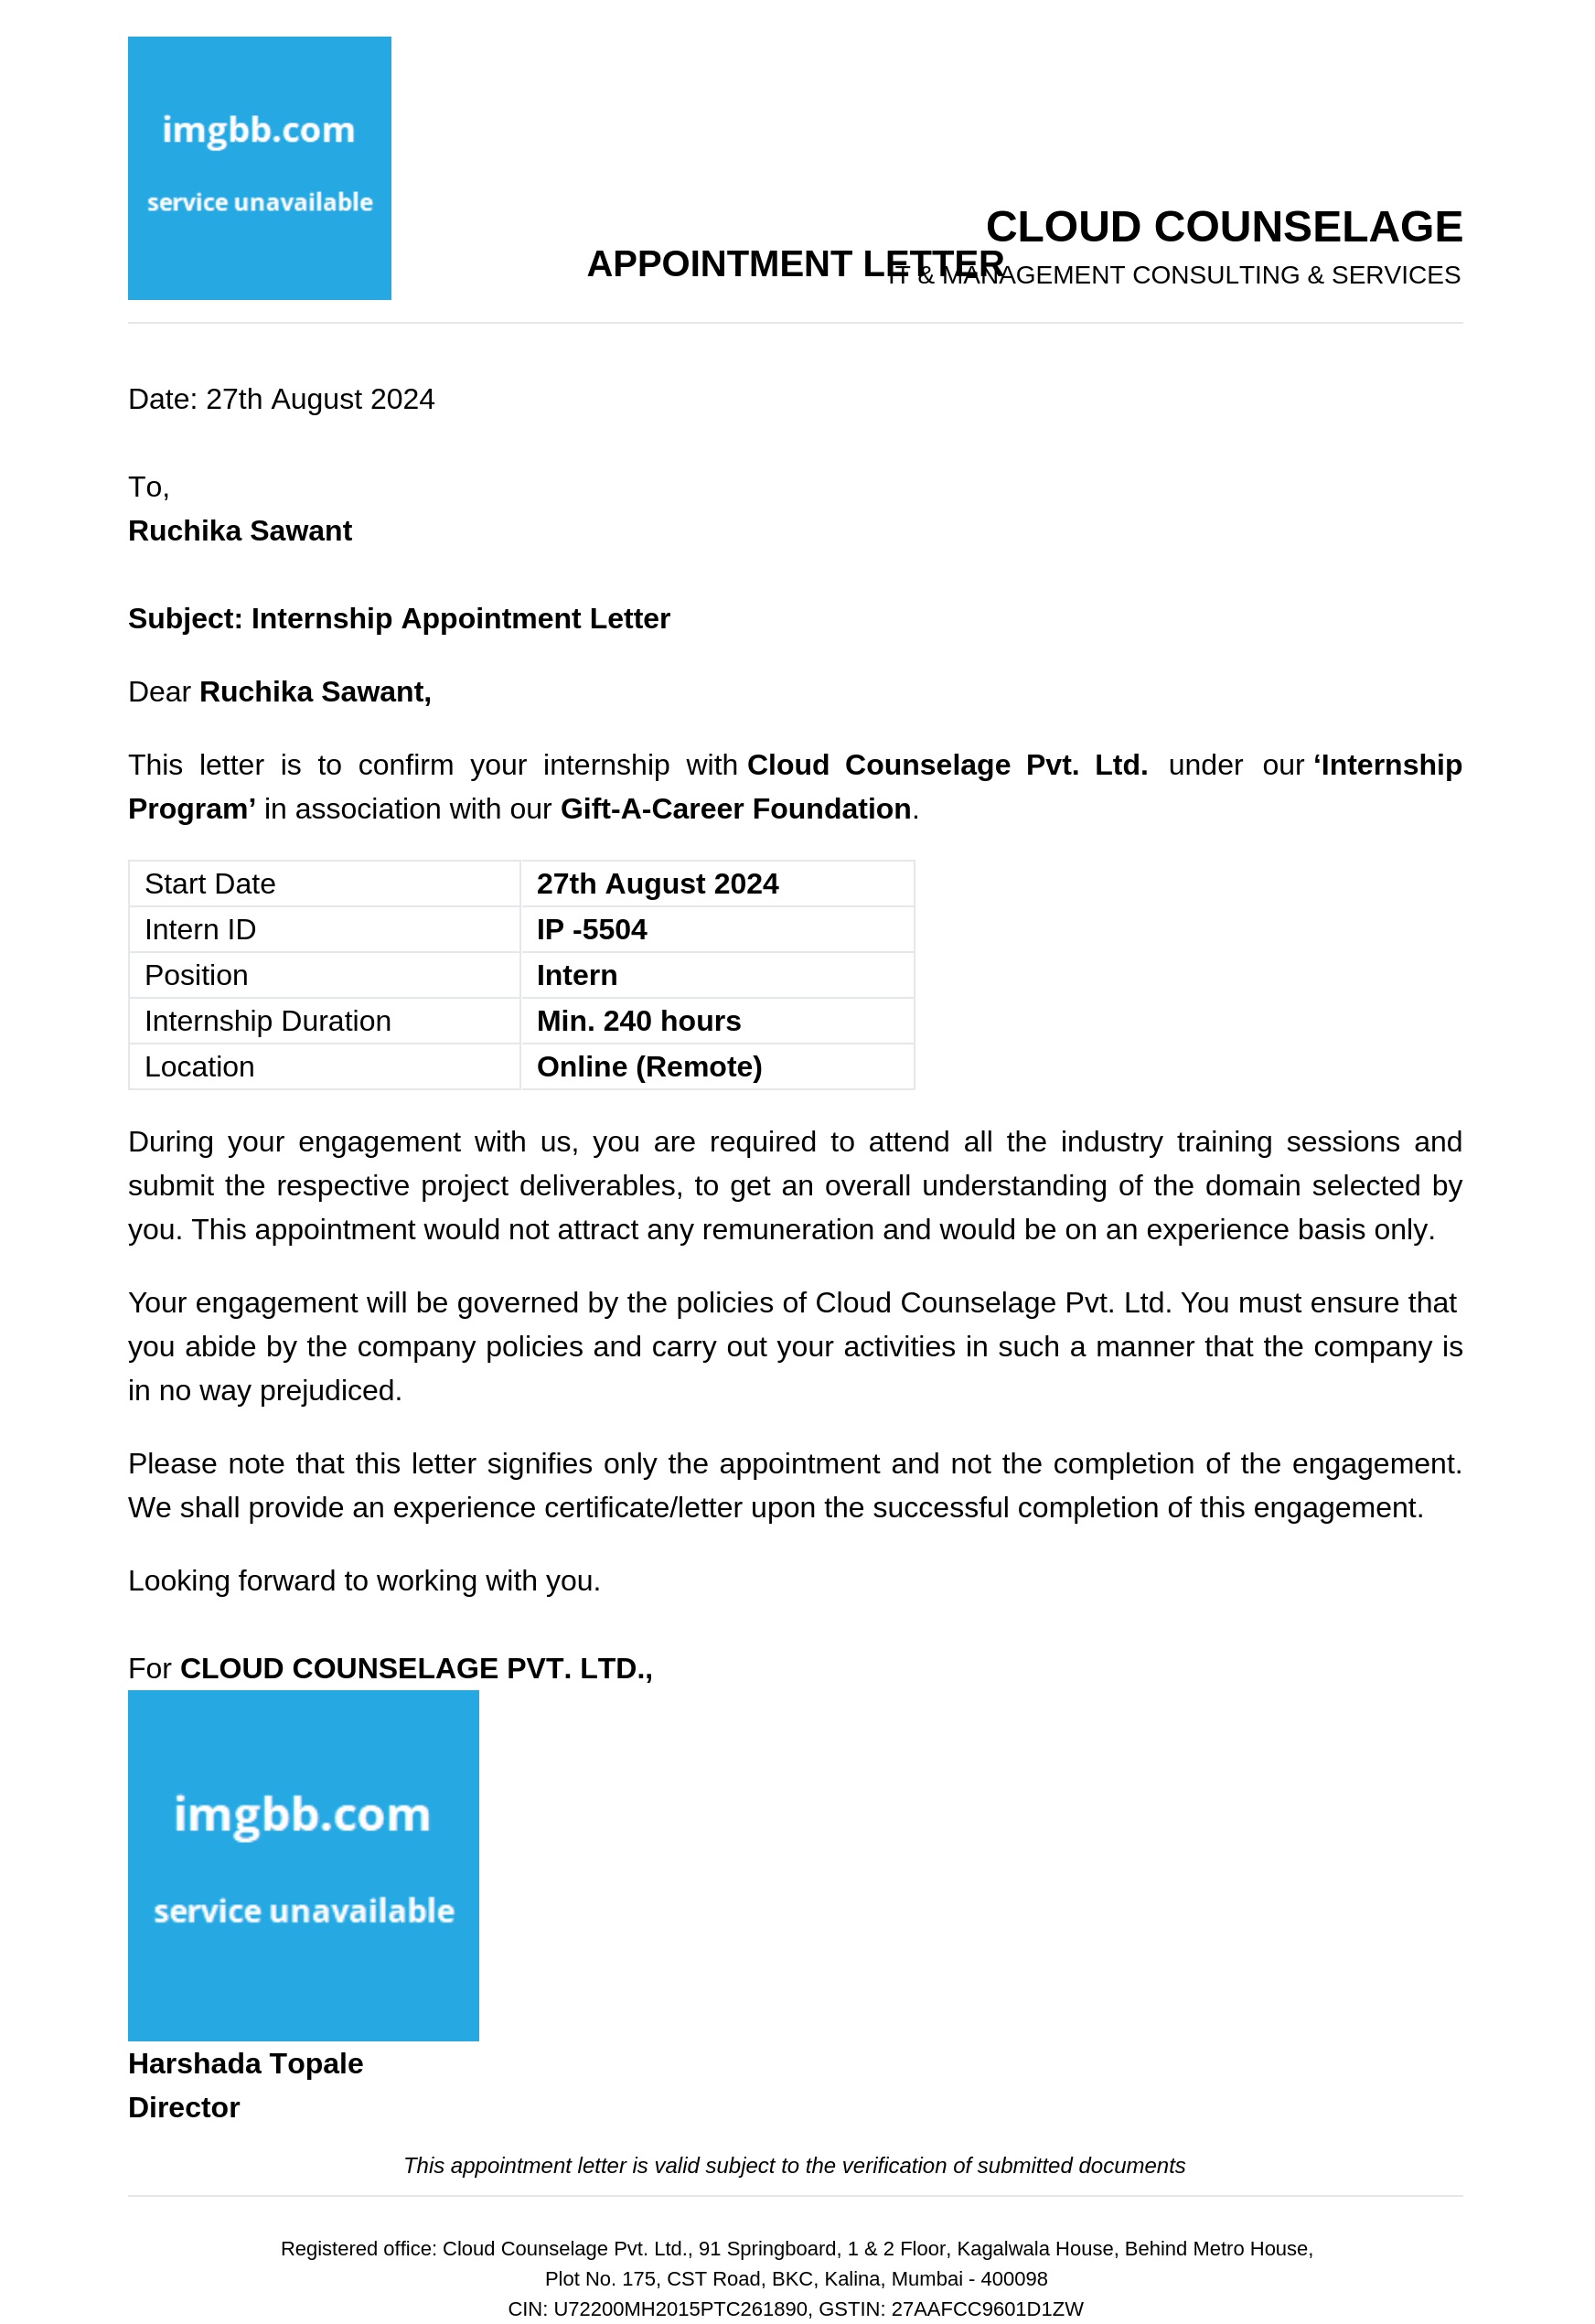 imgbb.com
service unavailable
CLOUD COUNSELAGE
APPOINTMENT LETTER
IT & MANAGEMENT CONSULTING & SERVICES
Date: 27th August 2024
To,
Ruchika Sawant
Subject: Internship Appointment Letter
Dear Ruchika Sawant,
This letter is to confirm your internship with Cloud Counselage Pvt. Ltd. under our ‘Internship
Program’ in association with our Gift-A-Career Foundation.
Start Date 27th August 2024
Intern ID IP -5504
Position Intern
Internship Duration Min. 240 hours
Location Online (Remote)
During your engagement with us, you are required to attend all the industry training sessions and
submit the respective project deliverables, to get an overall understanding of the domain selected by
you. This appointment would not attract any remuneration and would be on an experience basis only.
Your engagement will be governed by the policies of Cloud Counselage Pvt. Ltd. You must ensure that
you abide by the company policies and carry out your activities in such a manner that the company is
in no way prejudiced.
Please note that this letter signifies only the appointment and not the completion of the engagement.
We shall provide an experience certificate/letter upon the successful completion of this engagement.
Looking forward to working with you.
For CLOUD COUNSELAGE PVT. LTD.,
imgbb.com
service unavailable
Harshada Topale
Director
This appointment letter is valid subject to the verification of submitted documents
Registered office: Cloud Counselage Pvt. Ltd., 91 Springboard, 1 & 2 Floor, Kagalwala House, Behind Metro House,
Plot No. 175, CST Road, BKC, Kalina, Mumbai - 400098
CIN: U72200MH2015PTC261890, GSTIN: 27AAFCC9601D1ZW